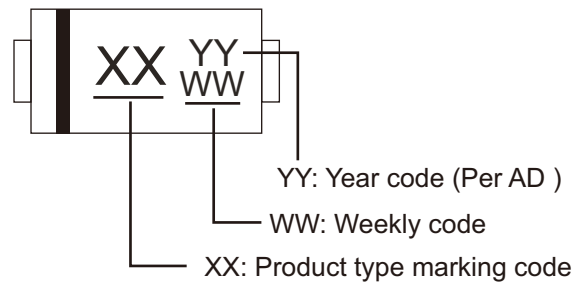 XX YY
WW
YY: Year code (Per AD )
WW: Weekly code
XX: Product type marking code